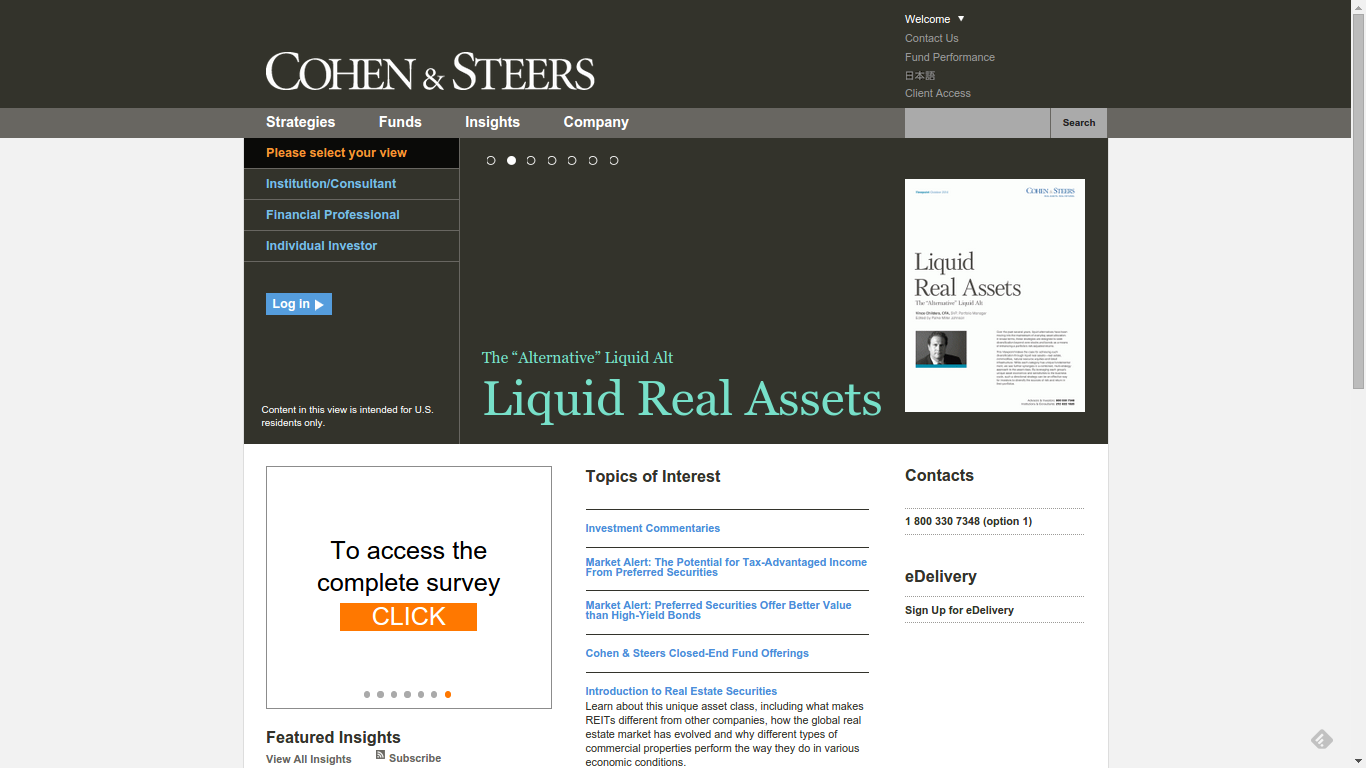 Welcome
Contact Us
Fund Performance
日本語
Client Access
COHEN & STEERS
Strategies
Funds
Insights
Company
Search
Please select your view
Institution/Consultant
Financial Professional
Individual Investor
Log in
Content in this view is intended for U.S.
residents only.
The “Alternative” Liquid Alt
Liquid Real Assets
COHEN & STEERS
Liquid
Real Assets
The “Alternative” Liquid Alt
To access the
complete survey
CLICK
Featured Insights
View All Insights
Subscribe
Topics of Interest
Investment Commentaries
Market Alert: The Potential for Tax-Advantaged Income
From Preferred Securities
Market Alert: Preferred Securities Offer Better Value
than High-Yield Bonds
Cohen & Steers Closed-End Fund Offerings
Introduction to Real Estate Securities
Learn about this unique asset class, including what makes
REITs different from other companies, how the global real
estate market has evolved and why different types of
commercial properties perform the way they do in various
economic conditions.
Contacts
1 800 330 7348 (option 1)
eDelivery
Sign Up for eDelivery